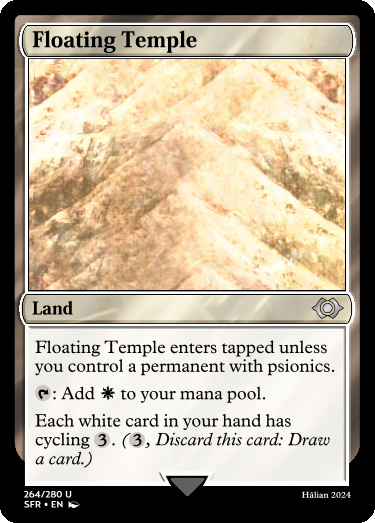 Floating Temple
Land
Floating Temple enters tapped unless
you control a permanent with psionics.
: Add to your mana pool.
Each white card in your hand has
cycling 3. (3, Discard this card: Draw
a card.)
264/280 U
SFR • EN
Hālian 2024